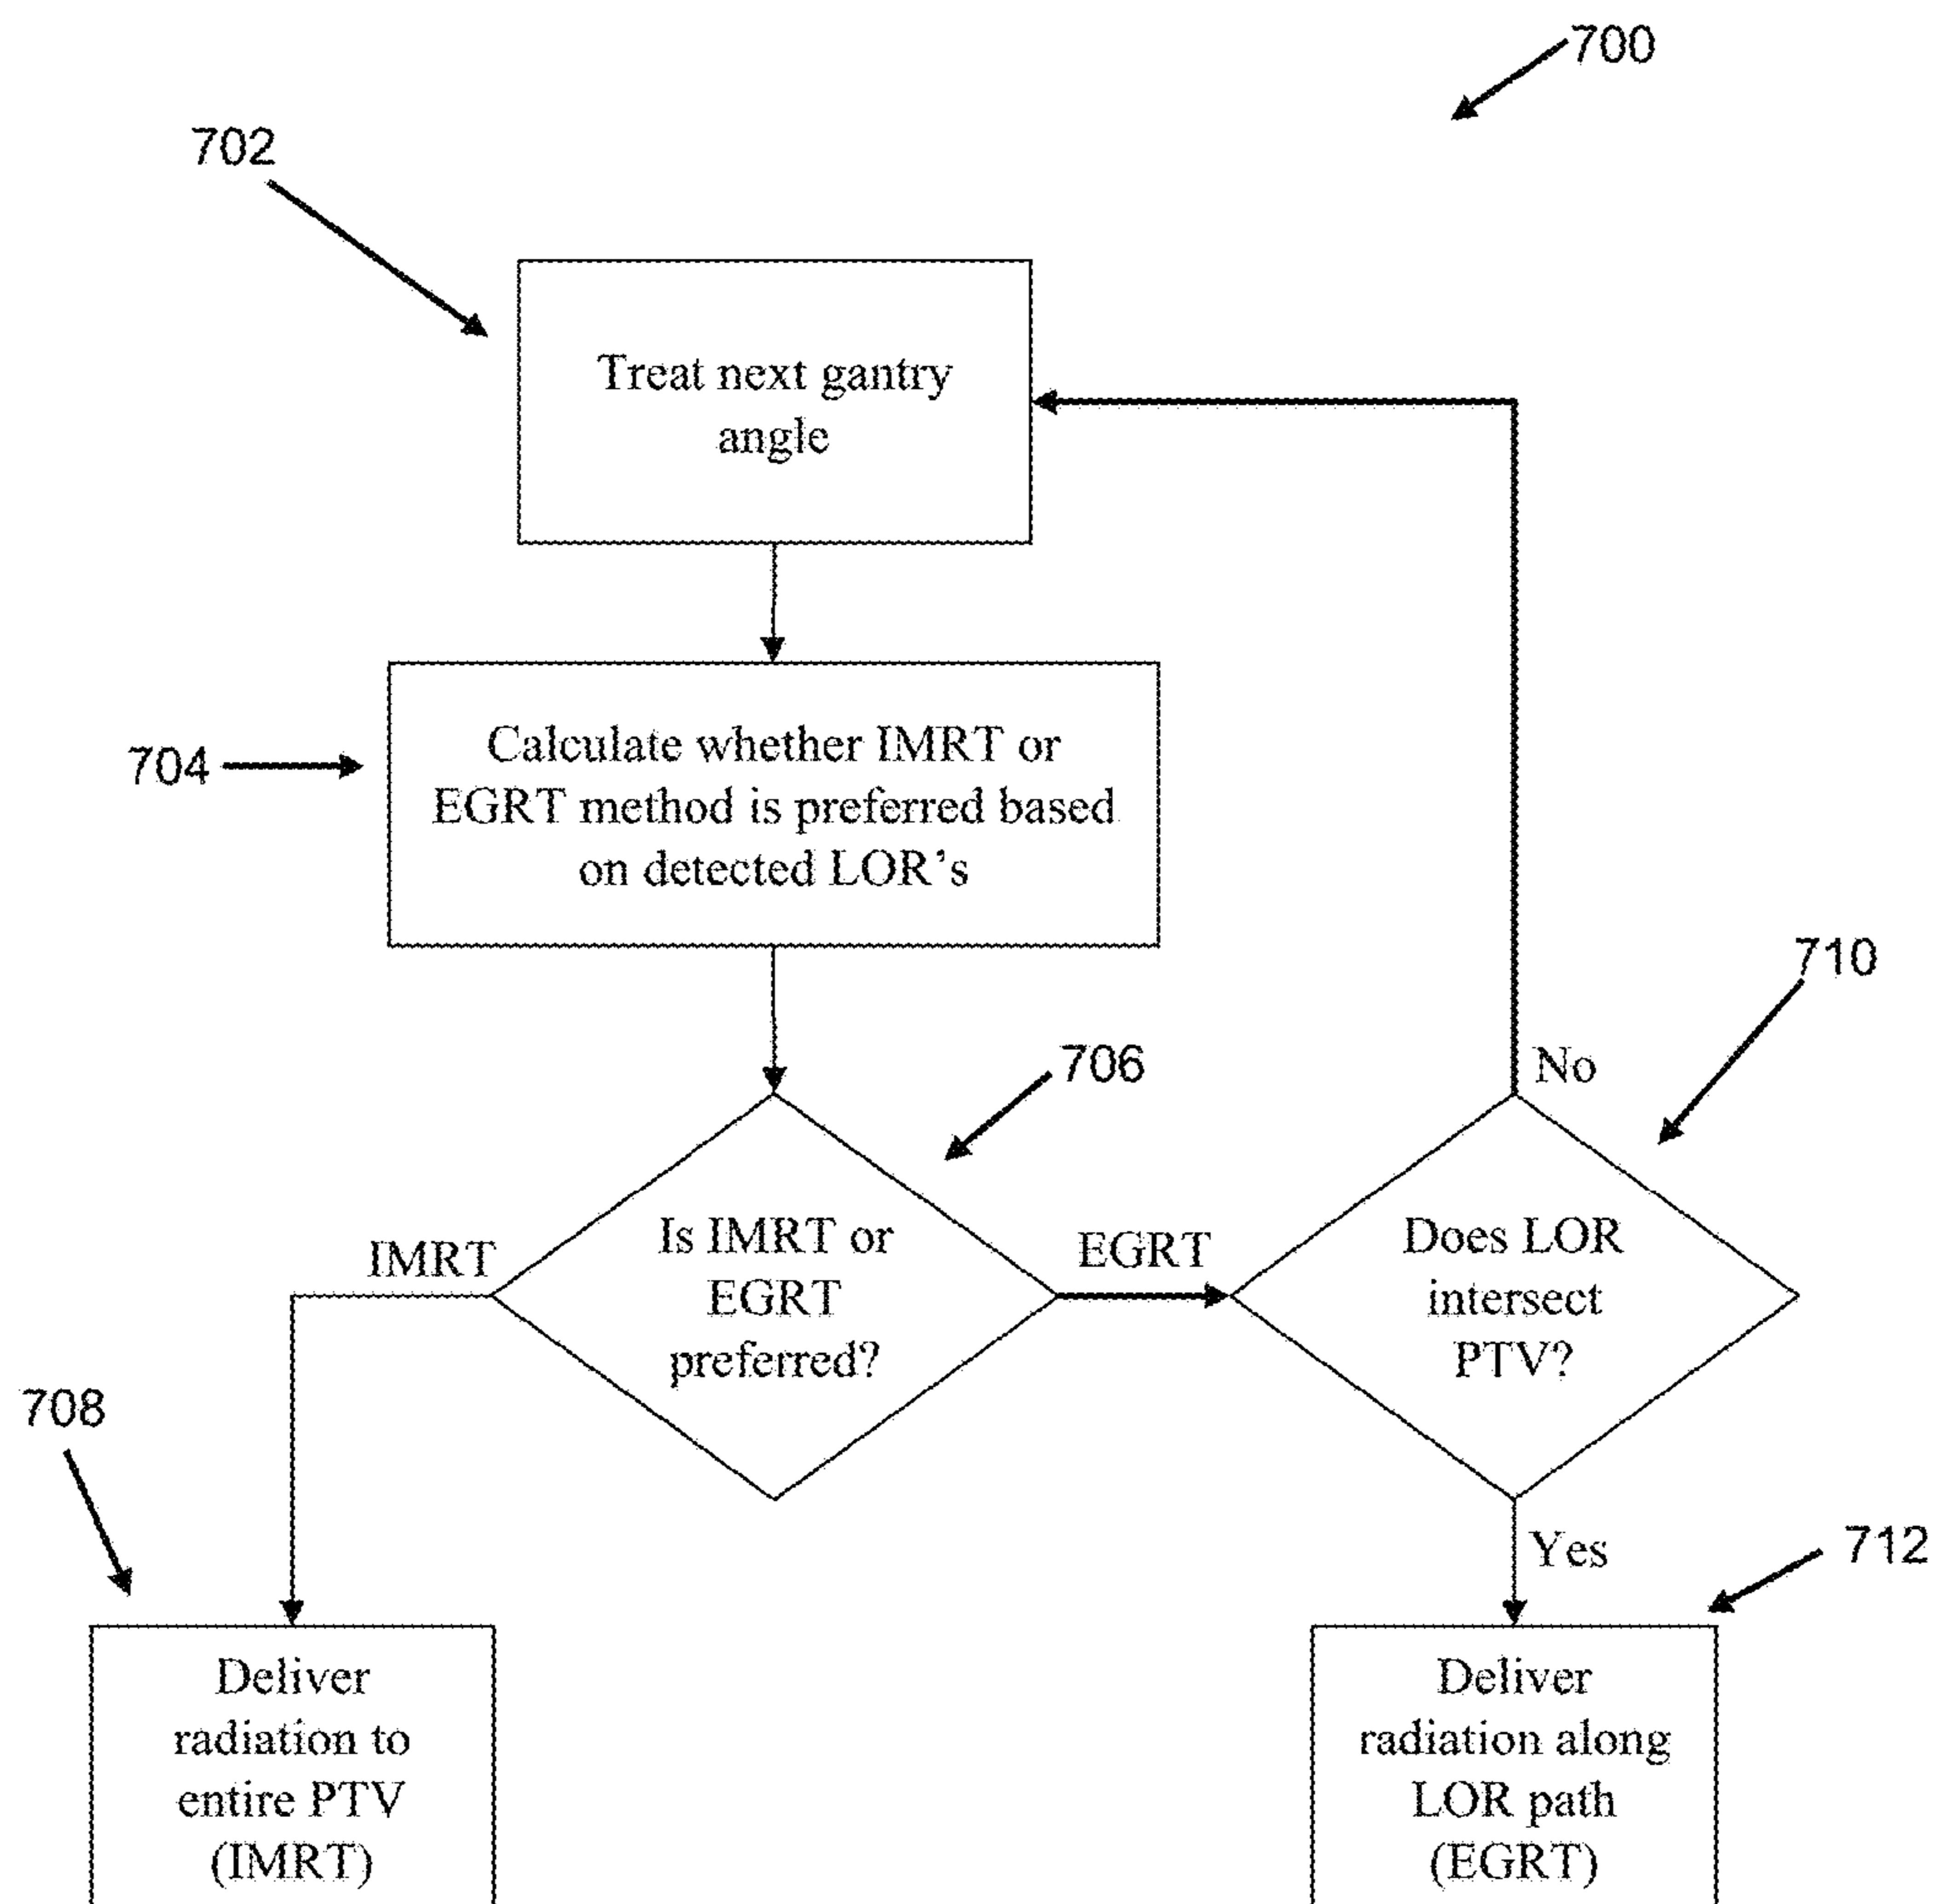 700
702
Treat next gantry
angle
704
Calculate whether IMRT or
EGRT method is preferred based
on detected LOR's
710
706
No
IMRT
Is IMRT or
EGRT
preferred?
EGRT
Does LOR
intersect
PTV?
708
Yes
712
Deliver
radiation to
entire PTV
(IMRT)
Deliver
radiation along
LOR path
(EGRT)